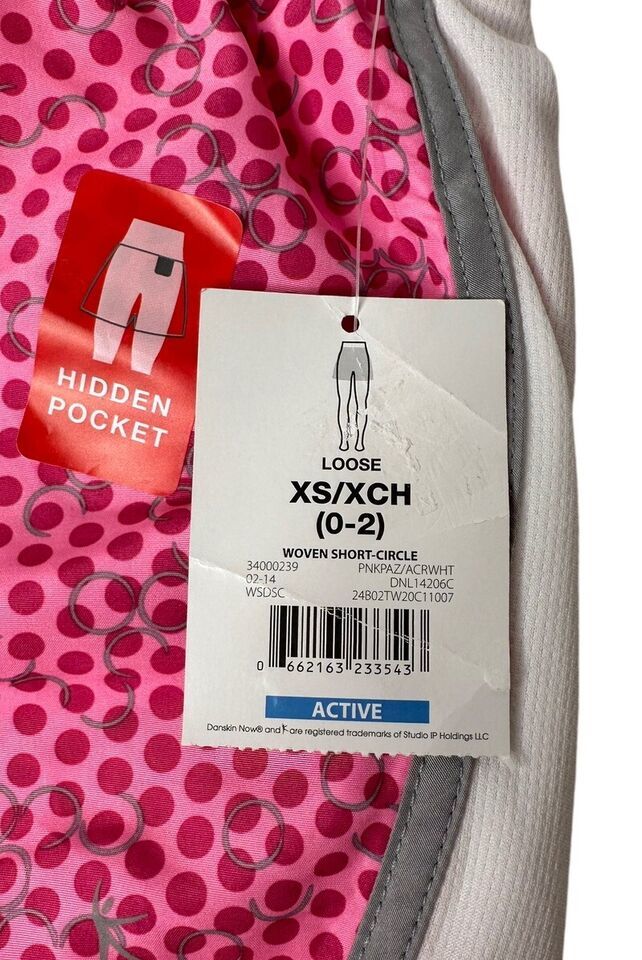 HIDDEN
POCKET
LOOSE
XS/XCH
(0-2)
WOVEN SHORT-CIRCLE
34000239 PNKPAZ/ACRWHT
02-14 DNL14206C
WSDSC 24B02TW20C11007
0 662163 233543
ACTIVE
Danskin Now® and are registered trademarks of Studio IP Holdings LLC